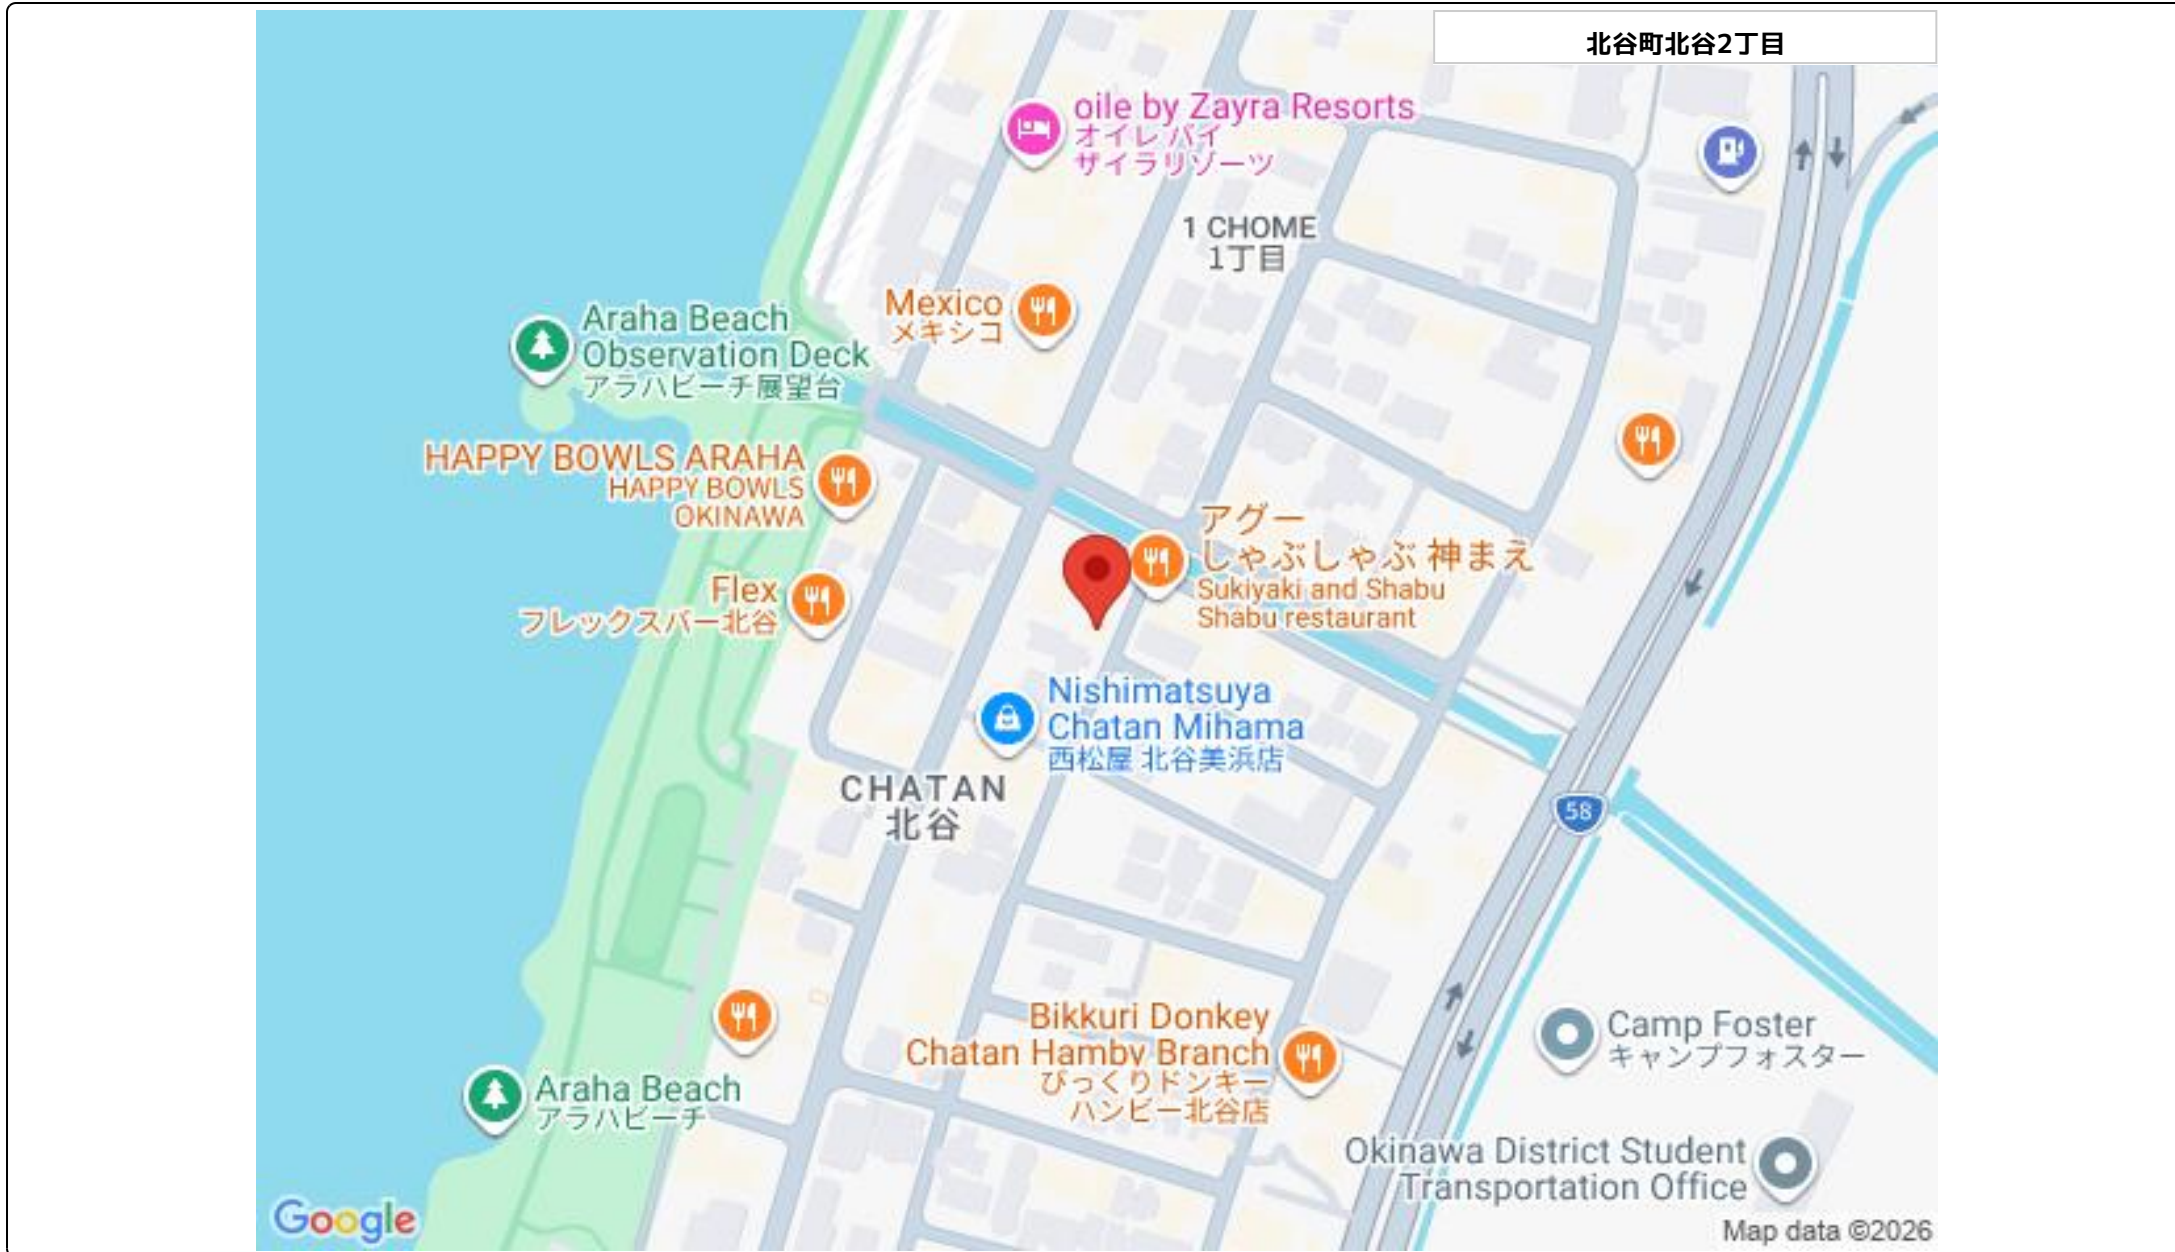 北谷町北谷2丁目
oile by Zayra Resorts
オイレ バイ
ザイラリゾーツ
1 CHOME
1丁目
Mexico
メキシコ
Araha Beach
Observation Deck
アラハビーチ展望台
HAPPY BOWLS ARAHA
HAPPY BOWLS
OKINAWA
アグー
しゃぶしゃぶ 神まえ
Sukiyaki and Shabu
Shabu restaurant
Flex
フレックスバー北谷
Nishimatsuya
Chatan Mihama
西松屋 北谷美浜店
CHATAN
北谷
58
Bikkuri Donkey
Chatan Hamby Branch
びっくりドンキー
ハンビー北谷店
Camp Foster
キャンプフォスター
Araha Beach
アラハビーチ
Okinawa District Student
Transportation Office
Google
Map data ©2026